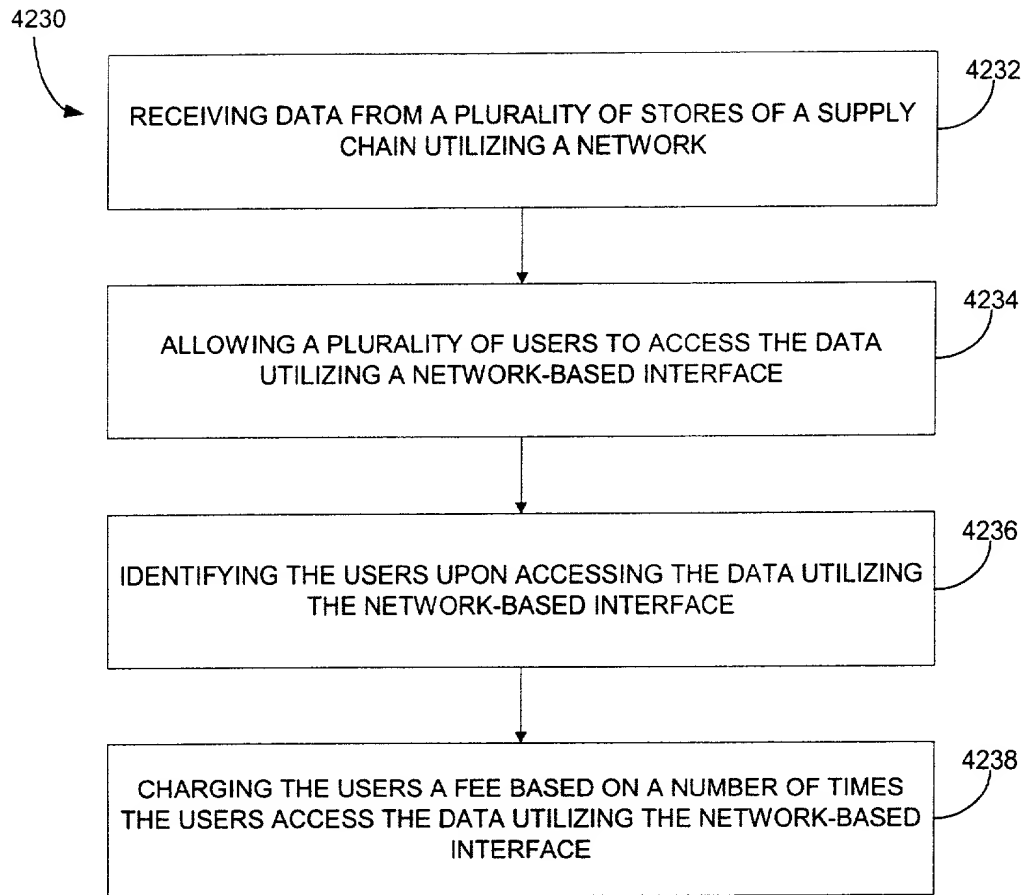 4230
4232
RECEIVING DATA FROM A PLURALITY OF STORES OF A SUPPLY
CHAIN UTILIZING A NETWORK
4234
ALLOWING A PLURALITY OF USERS TO ACCESS THE DATA
UTILIZING A NETWORK-BASED INTERFACE
4236
IDENTIFYING THE USERS UPON ACCESSING THE DATA UTILIZING
THE NETWORK-BASED INTERFACE
4238
CHARGING THE USERS A FEE BASED ON A NUMBER OF TIMES
THE USERS ACCESS THE DATA UTILIZING THE NETWORK-BASED
INTERFACE